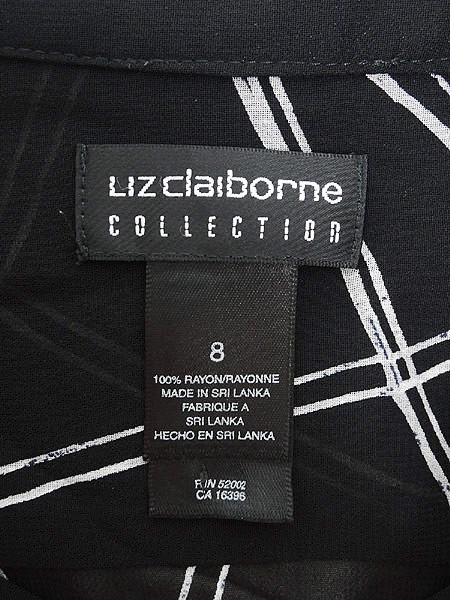 Liz claiborne
COLLECTION
8
100% RAYON/RAYONNE
MADE IN SRI LANKA
FABRIQUE A
SRI LANKA
HECHO EN SRI LANKA
RN 52002
CA 16396